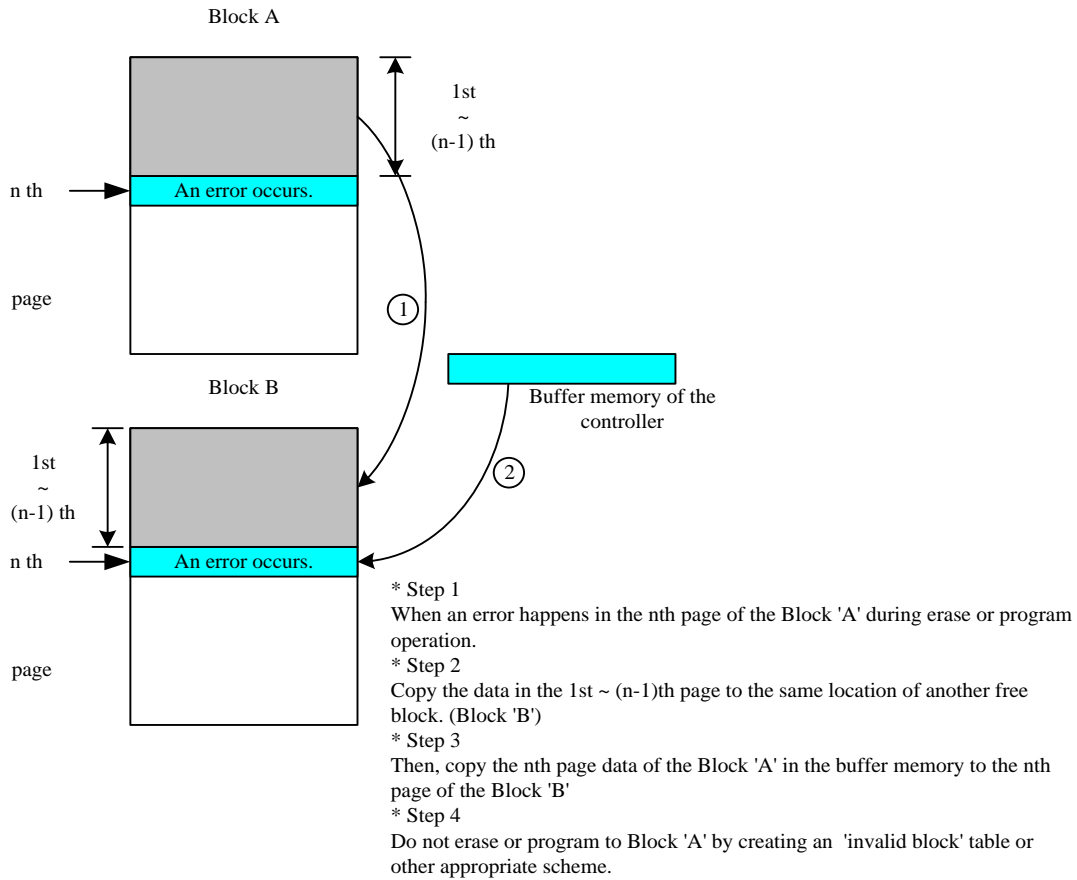 Block A
1st
~
(n-1) th
n th
An error occurs.
page
1
Buffer memory of the
controller
Block B
1st
~
(n-1) th
2
n th
An error occurs.
page
* Step 1
When an error happens in the nth page of the Block 'A' during erase or program
operation.
* Step 2
Copy the data in the 1st ~ (n-1)th page to the same location of another free
block. (Block 'B')
* Step 3
Then, copy the nth page data of the Block 'A' in the buffer memory to the nth
page of the Block 'B'
* Step 4
Do not erase or program to Block 'A' by creating an 'invalid block' table or
other appropriate scheme.